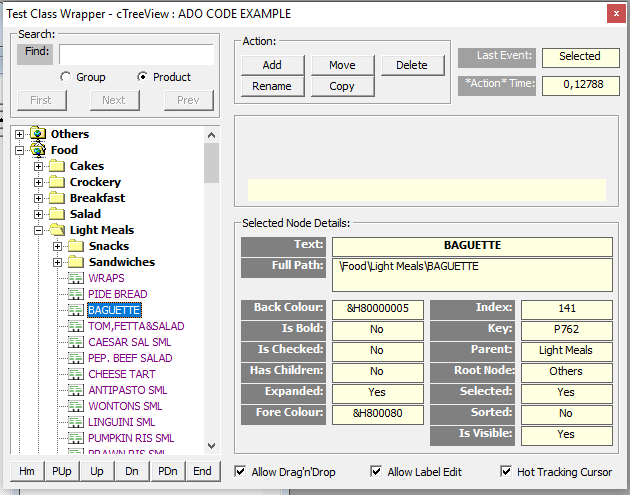 Test Class Wrapper - cTreeView : ADO CODE EXAMPLE
Search:
Find:
Group
Product
First
Next
Prev
Others
Food
Cakes
Crockery
Breakfast
Salad
Light Meals
Snacks
Sandwiches
WRAPS
PIDE BREAD
BAGUETTE
TOM,FETTA&SALAD
CAESAR SAL SML
PEP. BEEF SALAD
CHEESE TART
ANTIPASTO SML
WONTONS SML
LINGUINI SML
PUMPKIN RIS SML
PRAWN RIS SML
Hm
PUp
Up
Dn
PDn
End
Action:
Add
Move
Delete
Rename
Copy
Last Event:
Selected
*Action* Time:
0,12788
Selected Node Details:
Text:
BAGUETTE
Full Path:
\Food\Light Meals\BAGUETTE
Back Colour:
&H80000005
Index:
141
Is Bold:
No
Key:
P762
Is Checked:
No
Parent:
Light Meals
Has Children:
No
Root Node:
Others
Expanded:
Yes
Selected:
Yes
Fore Colour:
&H800080
Sorted:
No
Is Visible:
Yes
Allow Drag'n'Drop
Allow Label Edit
Hot Tracking Cursor